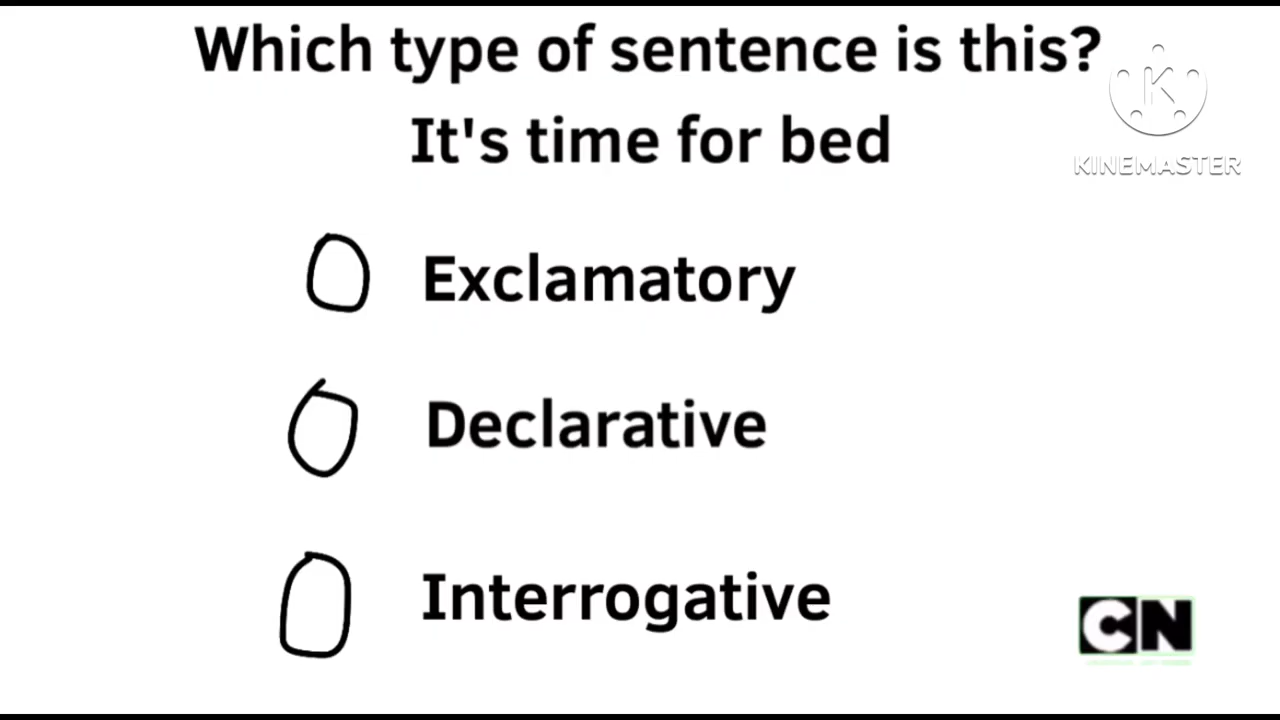 Which type of sentence is this?
It's time for bed
KINEMASTER
Exclamatory
Declarative
Interrogative
CN